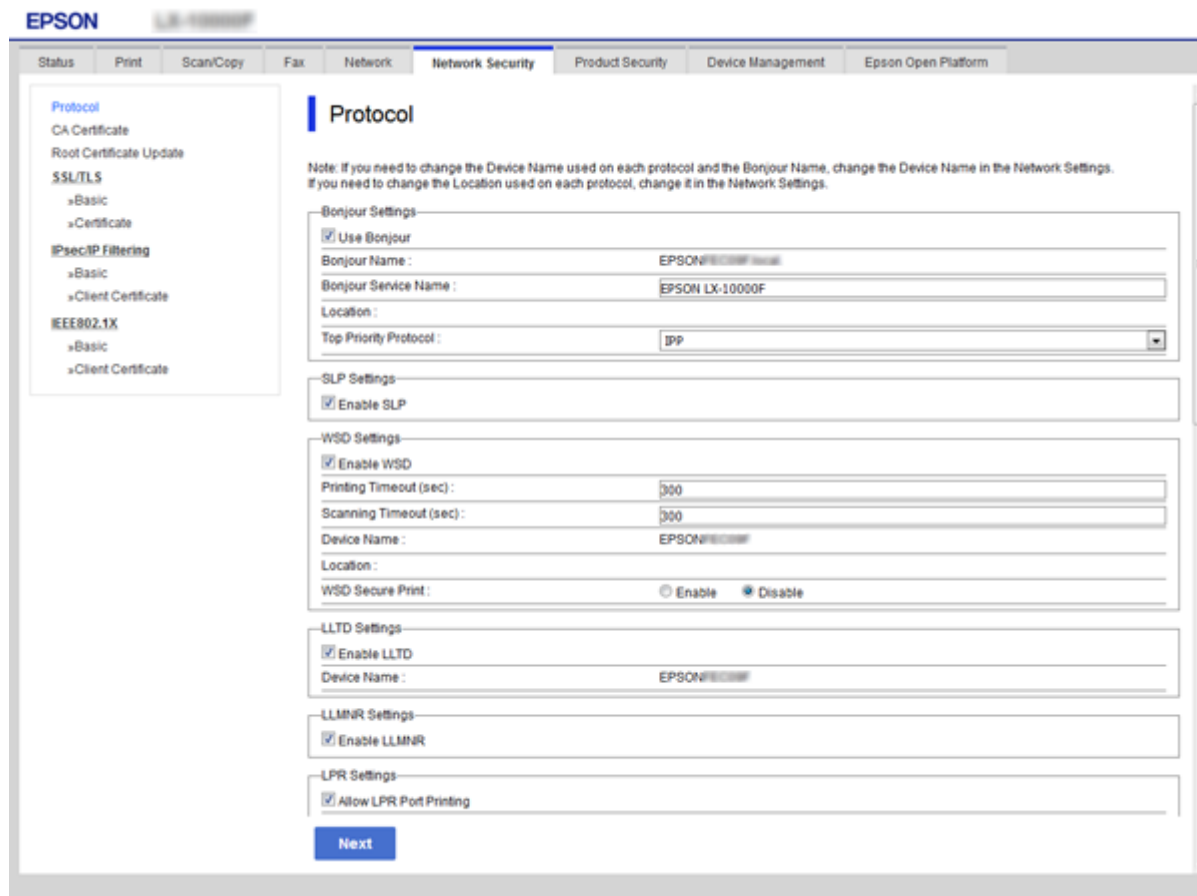 EPSON
Status Print Scan/Copy Fax Network Network Security Product Security Device Management Epson Open Platform
Protocol
CA Certificate
Root Certificate Update
SSL/TLS
»Basic
»Certificate
IPsec/IP Filtering
»Basic
»Client Certificate
IEEE802.1X
»Basic
»Client Certificate
Protocol
Note: If you need to change the Device Name used on each protocol and the Bonjour Name, change the Device Name in the Network Settings.
If you need to change the Location used on each protocol, change it in the Network Settings.
Bonjour Settings
Use Bonjour
Bonjour Name : EPSON
Bonjour Service Name : EPSON LX-10000F
Location :
Top Priority Protocol : IPP
SLP Settings
Enable SLP
WSD Settings
Enable WSD
Printing Timeout (sec) : 300
Scanning Timeout (sec) : 300
Device Name : EPSON
Location :
WSD Secure Print : Enable Disable
LLTD Settings
Enable LLTD
Device Name : EPSON
LLMNR Settings
Enable LLMNR
LPR Settings
Allow LPR Port Printing
Next